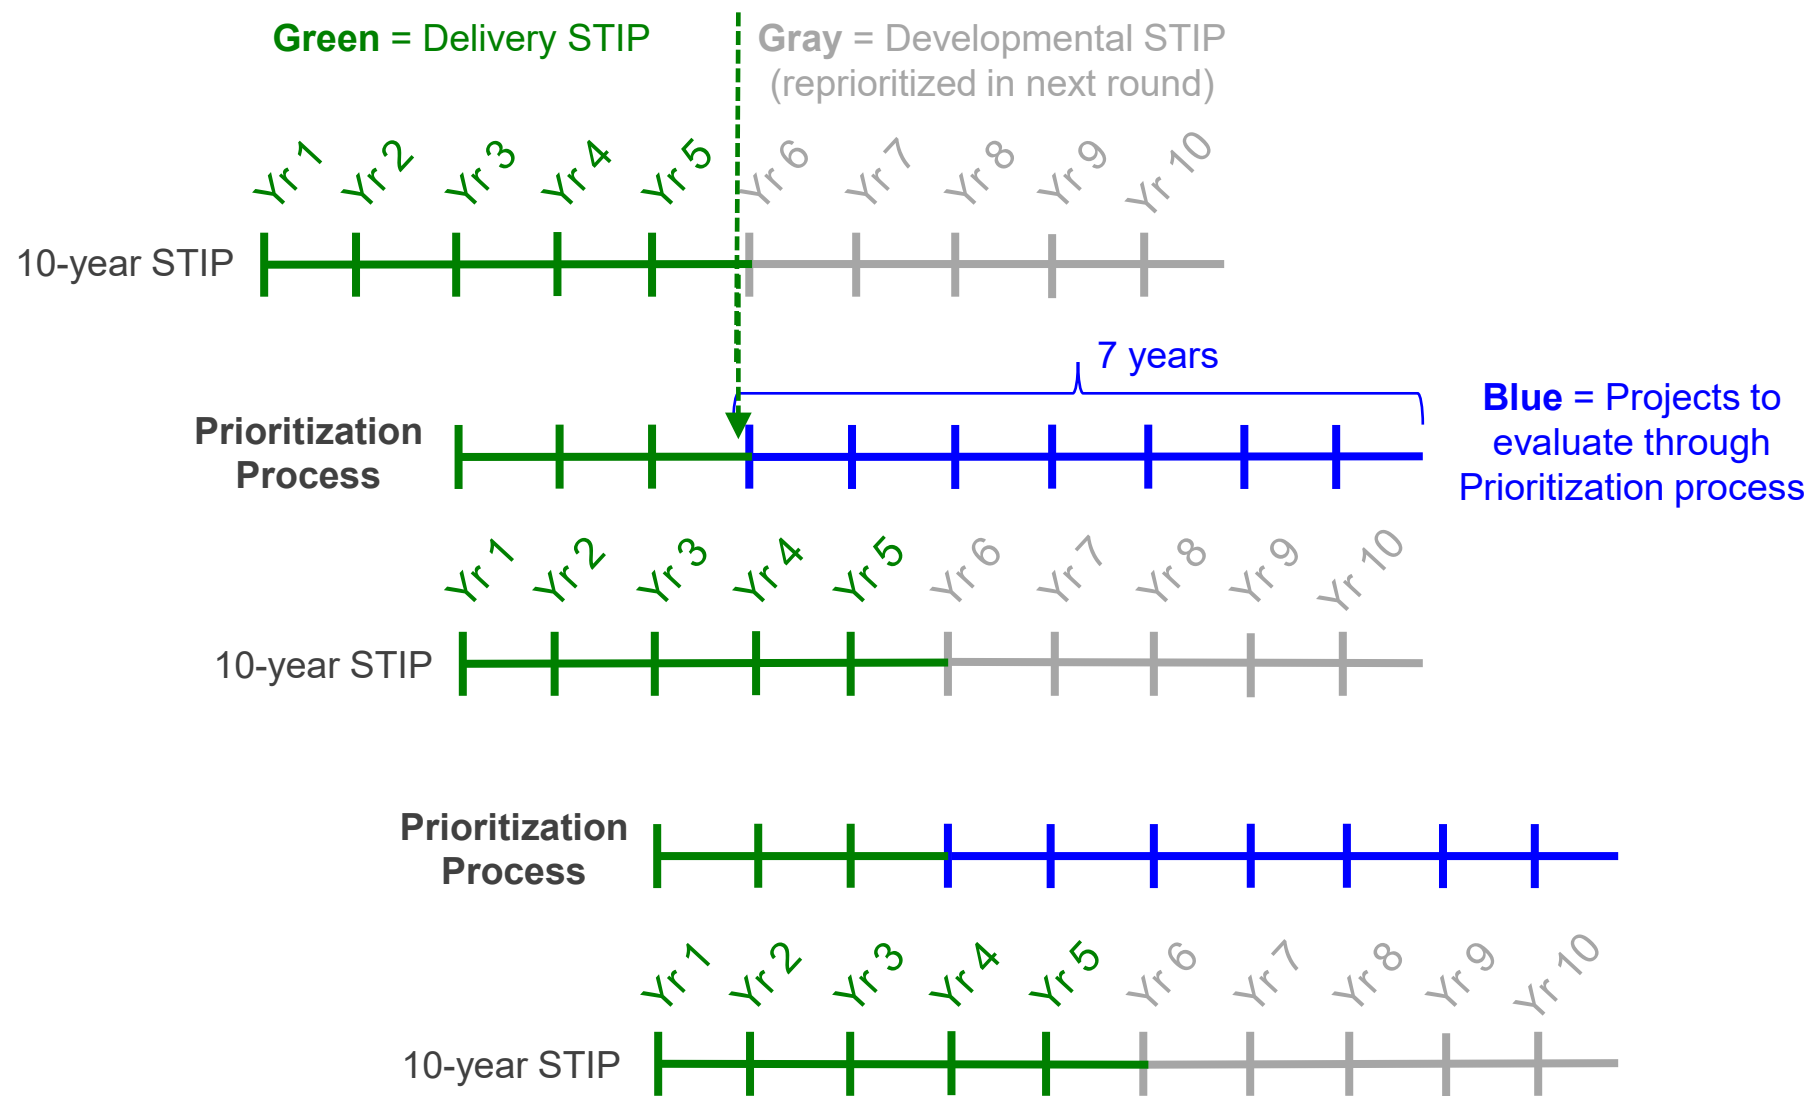 Green = Delivery STIP
Gray = Developmental STIP
(reprioritized in next round)
Yr 1
Yr 2
Yr 3
Yr 4
Yr 5
Yr 6
Yr 7
Yr 8
Yr 9
Yr 10
10-year STIP
7 years
Prioritization
Process
Blue = Projects to
evaluate through
Prioritization process
Yr 1
Yr 2
Yr 3
Yr 4
Yr 5
Yr 6
Yr 7
Yr 8
Yr 9
Yr 10
10-year STIP
Prioritization
Process
Yr 1
Yr 2
Yr 3
Yr 4
Yr 5
Yr 6
Yr 7
Yr 8
Yr 9
Yr 10
10-year STIP